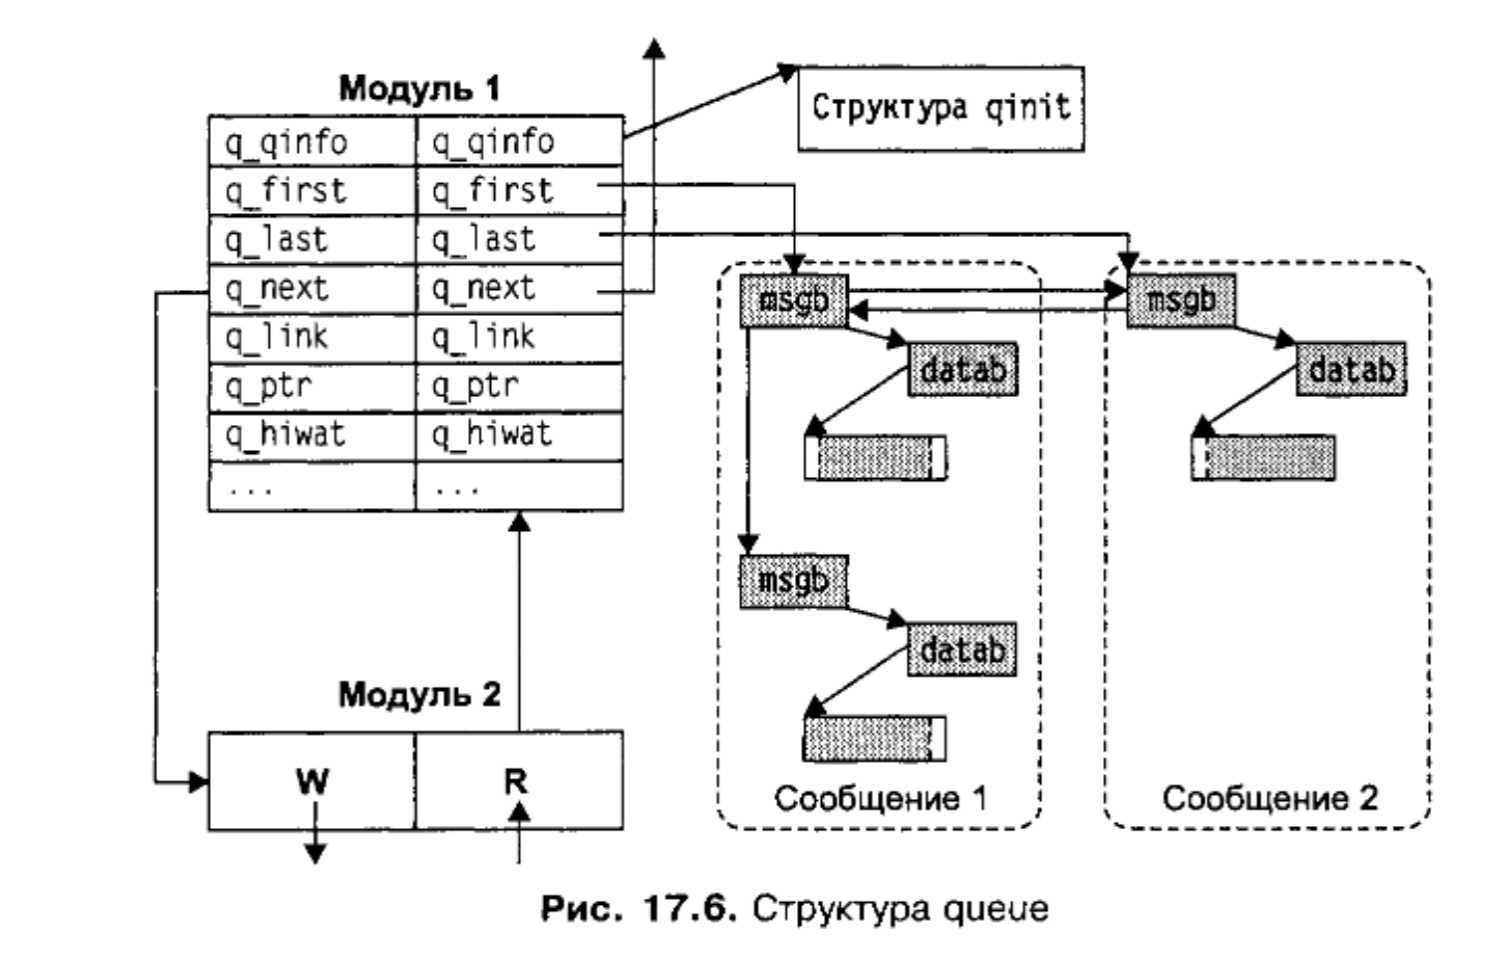 Модуль 1
Структура qinit
q_qinfo q_qinfo
q_first q_first
q_last q_last
q_next q_next
q_link q_link
q_ptr q_ptr
q_hiwat q_hiwat
... ...
msgb
msgb
datab
datab
msgb
datab
Модуль 2
W R
Сообщение 1
Сообщение 2
Рис. 17.6. Структура queue